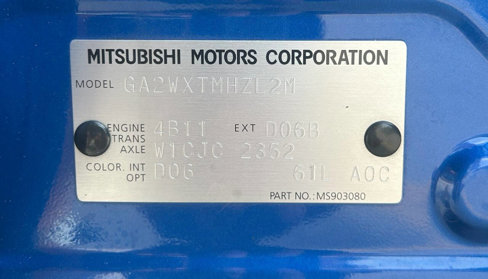 MITSUBISHI MOTORS CORPORATION
MODEL GA2WXTMHZL2M
ENGINE 4B11 EXT D06B
TRANS
AXLE W1CJC 2352
COLOR. INT D06 61L A0C
OPT
PART NO.:MS903080